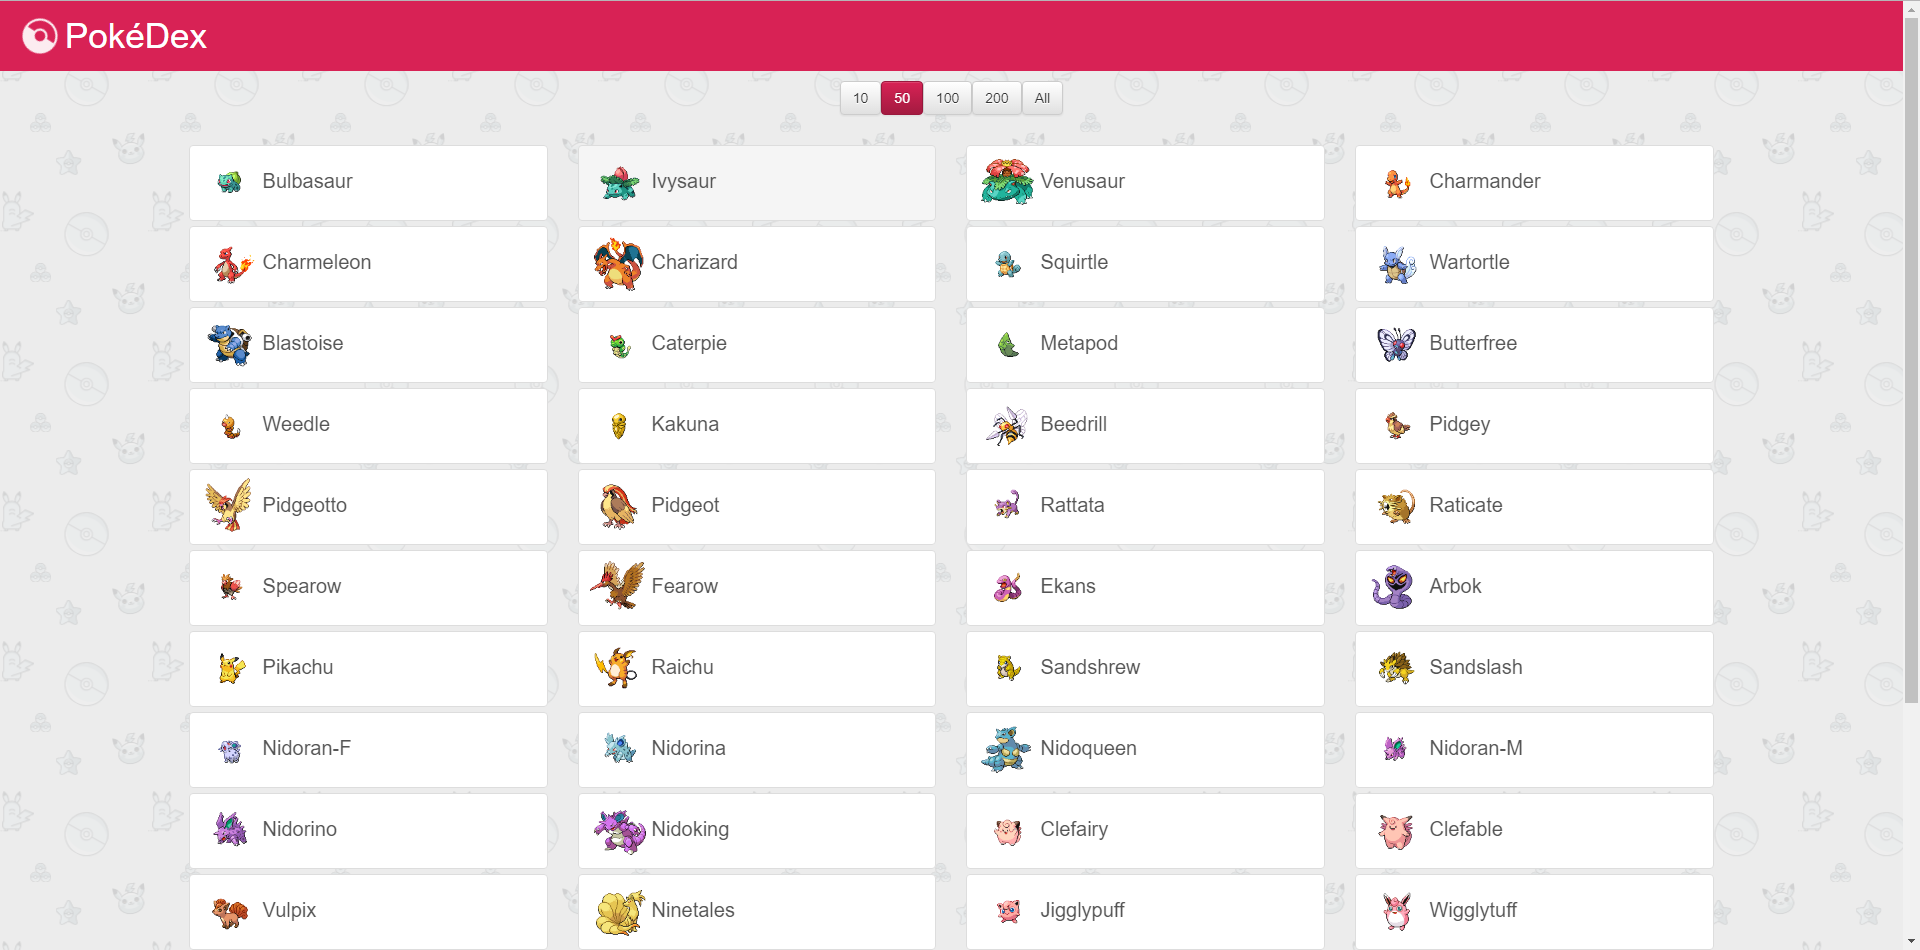 PokéDex
10 50 100 200 All
Bulbasaur Ivysaur Venusaur Charmander
Charmeleon Charizard Squirtle Wartortle
Blastoise Caterpie Metapod Butterfree
Weedle Kakuna Beedrill Pidgey
Pidgeotto Pidgeot Rattata Raticate
Spearow Fearow Ekans Arbok
Pikachu Raichu Sandshrew Sandslash
Nidoran-F Nidorina Nidoqueen Nidoran-M
Nidorino Nidoking Clefairy Clefable
Vulpix Ninetales Jigglypuff Wigglytuff